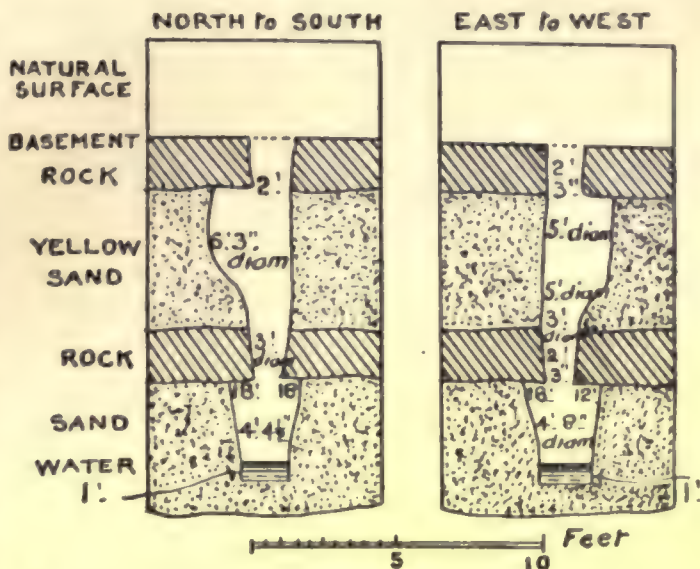 NORTH to SOUTH
EAST to WEST
NATURAL
SURFACE
BASEMENT
ROCK
YELLOW
SAND
ROCK
SAND
WATER
1'.
2'.
6'.3".
diam
3'.
diam
18" 18"
4'.4½"
2'
3"
5'. diam
5'. diam
3'.
diam
2'.
3"
18" 12"
4'. 8"
diam
1'.
Feet
5
10